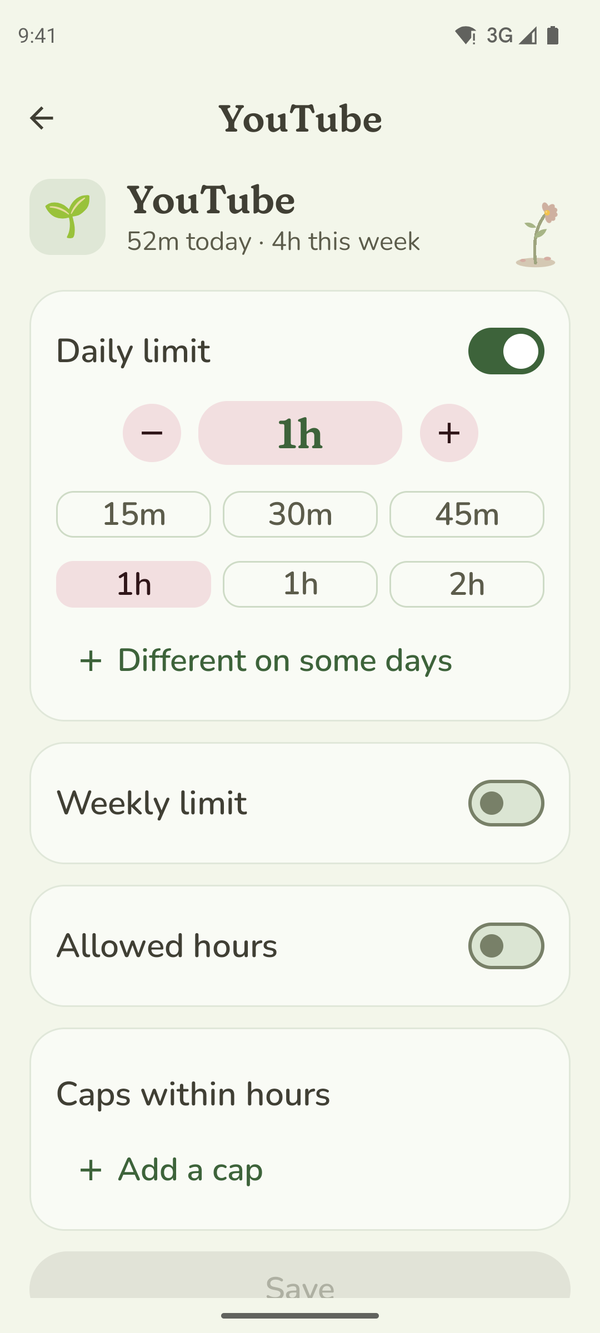 9:41
3G
YouTube
YouTube
52m today · 4h this week
Daily limit
− 1h +
15m 30m 45m
1h 1h 2h
+ Different on some days
Weekly limit
Allowed hours
Caps within hours
+ Add a cap
Save